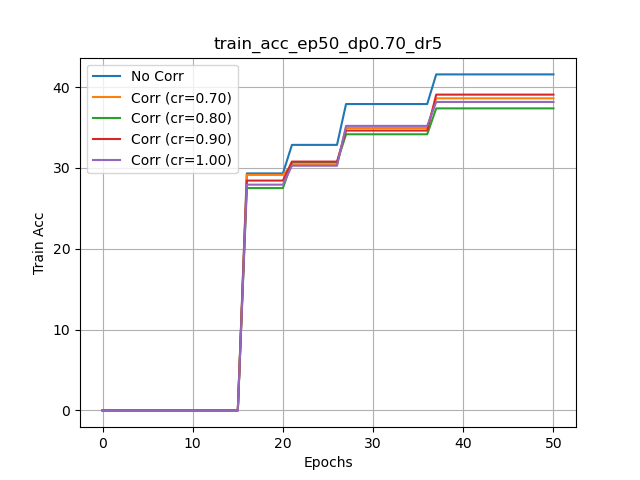 train_acc_ep50_dp0.70_dr5
No Corr
Corr (cr=0.70)
Corr (cr=0.80)
Corr (cr=0.90)
Corr (cr=1.00)
40
30
20
10
0
Train Acc
0 10 20 30 40 50
Epochs